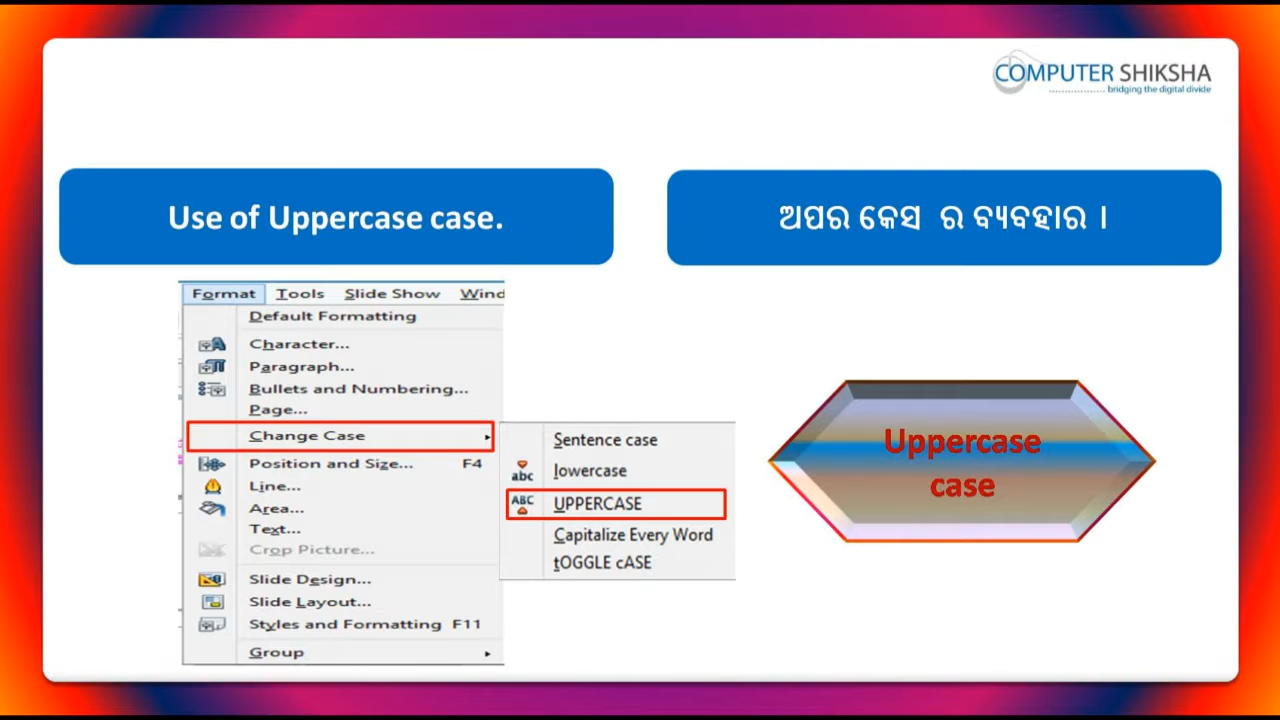 COMPUTER SHIKSHA
bridging the digital divide
Use of Uppercase case.
ଅପର କେସ ର ବ୍ୟବହାର ।
Format Tools Slide Show Wind
Default Formatting
Character...
Paragraph...
Bullets and Numbering...
Page...
Change Case
Position and Size... F4
Line...
Area...
Text...
Crop Picture...
Slide Design...
Slide Layout...
Styles and Formatting F11
Group
Sentence case
abc lowercase
ABC UPPERCASE
Capitalize Every Word
tOGGLE cASE
Uppercase
case